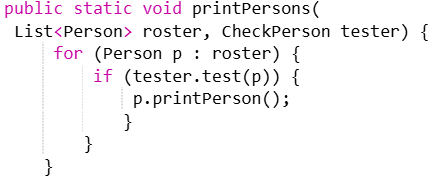 public static void printPersons(
List<Person> roster, CheckPerson tester) {
for (Person p : roster) {
if (tester.test(p)) {
p.printPerson();
}
}
}